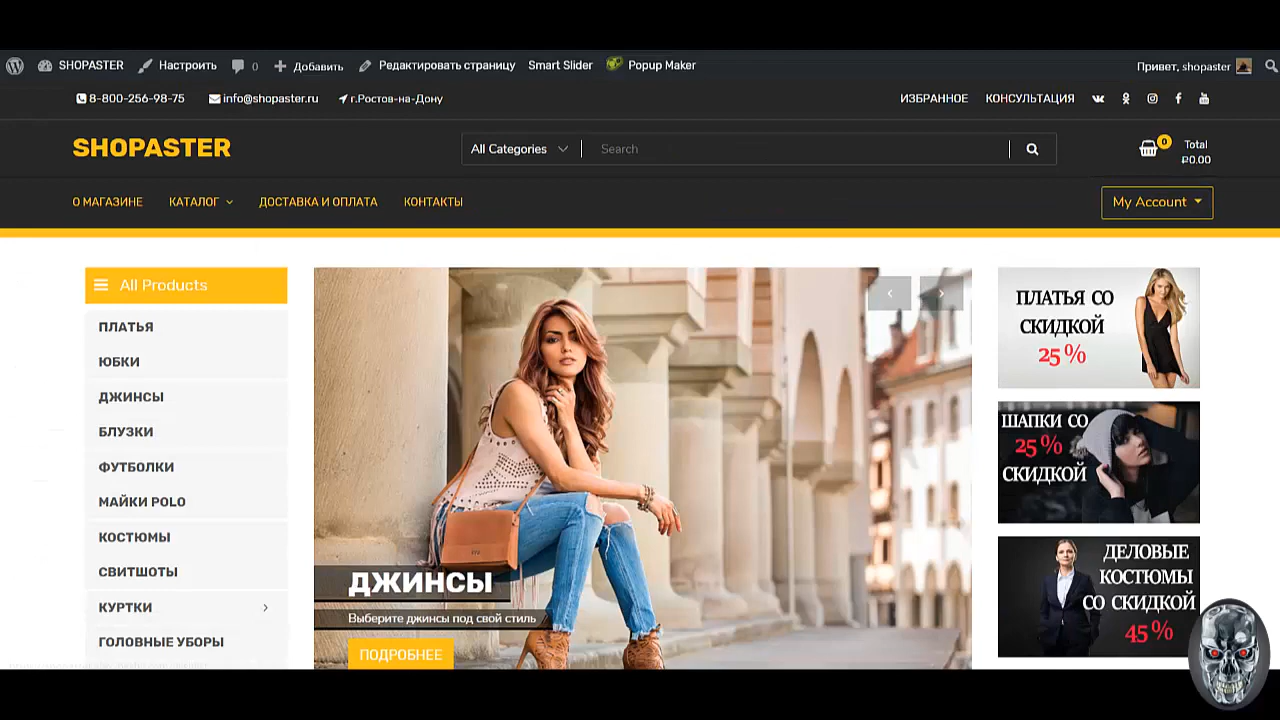 SHOPASTER Настроить 0 Добавить Редактировать страницу Smart Slider Popup Maker Привет, shopaster
8-800-256-98-75 info@shopaster.ru г.Ростов-на-Дону ИЗБРАННОЕ КОНСУЛЬТАЦИЯ
SHOPASTER All Categories Search 0 Total
₽0.00
О МАГАЗИНЕ КАТАЛОГ ДОСТАВКА И ОПЛАТА КОНТАКТЫ My Account
All Products
ПЛАТЬЯ
ЮБКИ
ДЖИНСЫ
БЛУЗКИ
ФУТБОЛКИ
МАЙКИ POLO
КОСТЮМЫ
СВИТШОТЫ
КУРТКИ
ГОЛОВНЫЕ УБОРЫ
ДЖИНСЫ
Выберите джинсы под свой стиль
ПОДРОБНЕЕ
ПЛАТЬЯ СО
СКИДКОЙ
25%
ШАПКИ СО
25%
СКИДКОЙ
ДЕЛОВЫЕ
КОСТЮМЫ
СО СКИДКОЙ
45%